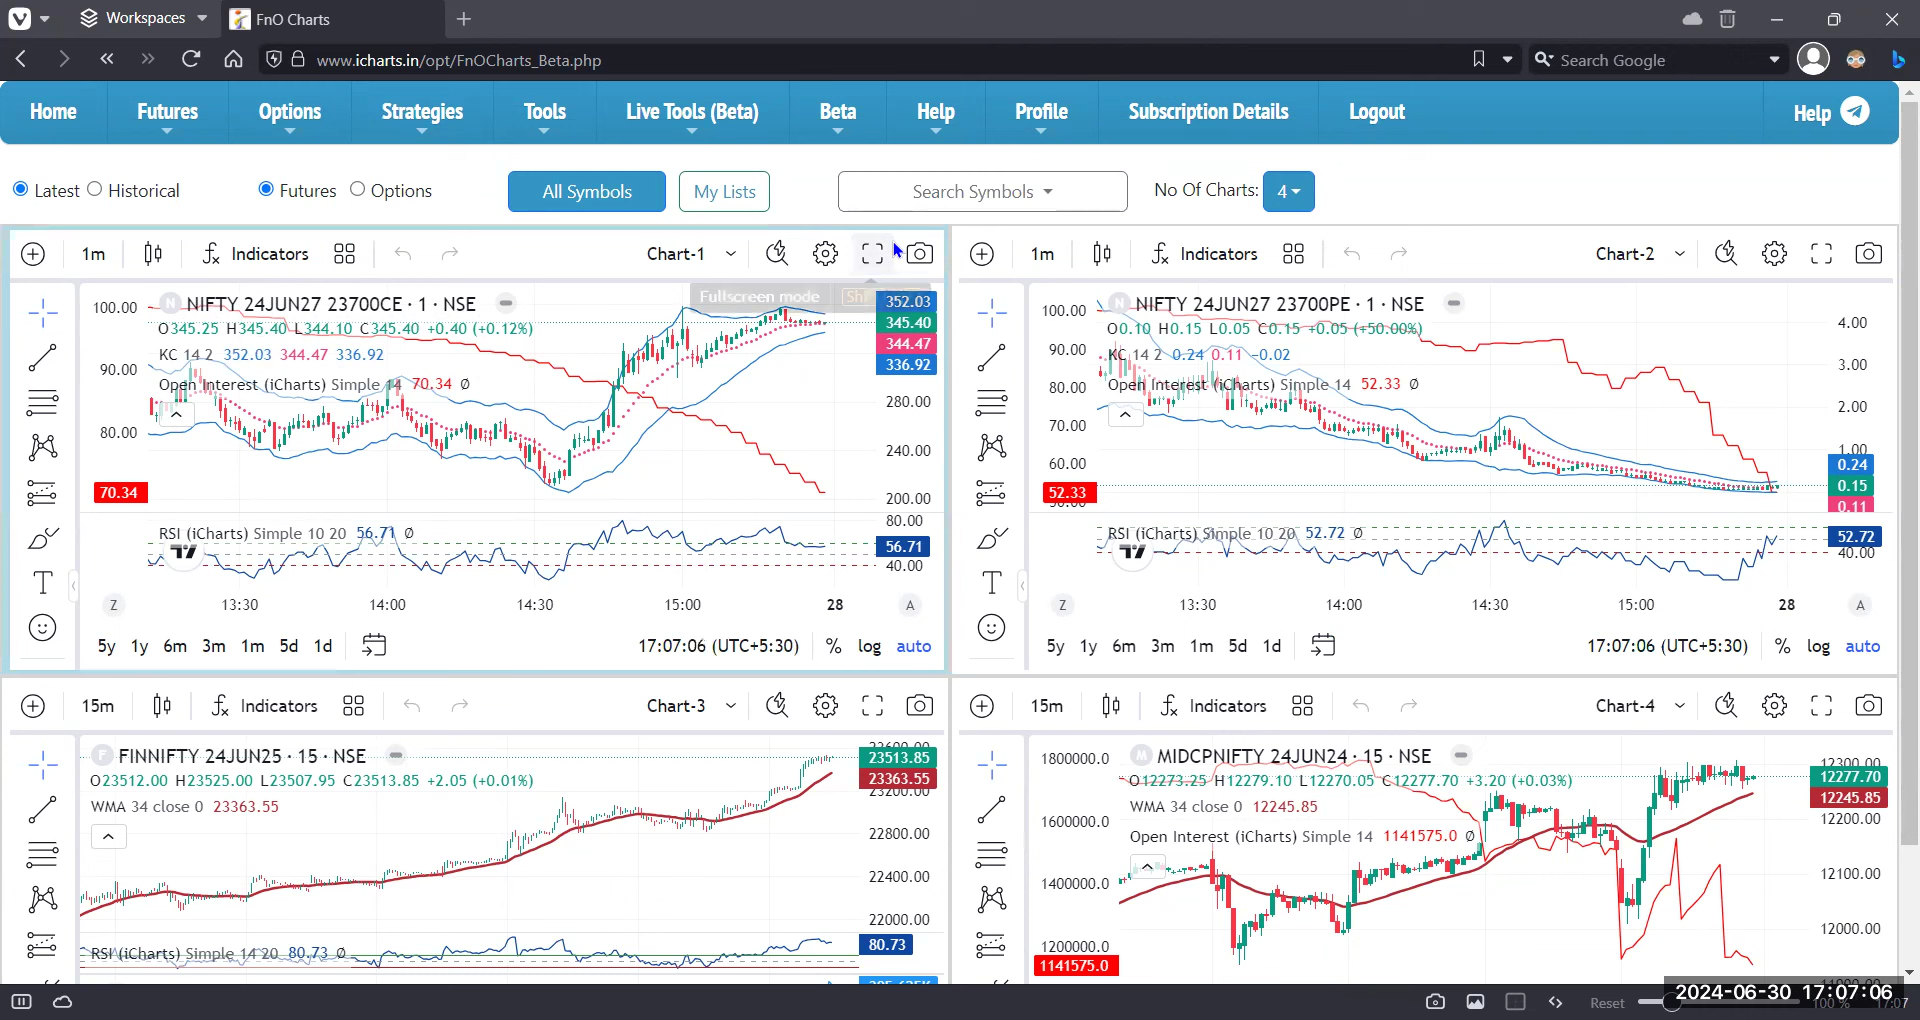 Workspaces
FnO Charts
www.icharts.in/opt/FnOCharts_Beta.php
Search Google
Home Futures Options Strategies Tools Live Tools (Beta) Beta Help Profile Subscription Details Logout Help
Latest Historical Futures Options All Symbols My Lists Search Symbols No Of Charts: 4
1m Indicators Chart-1
Fullscreen mode
NIFTY 24JUN27 23700CE · 1 · NSE
O345.25 H345.40 L344.10 C345.40 +0.40 (+0.12%)
KC 14 2 352.03 344.47 336.92
Open Interest (iCharts) Simple 14 70.34 Ø
100.00
90.00
80.00
70.34
352.03
345.40
344.47
336.92
280.00
240.00
200.00
RSI (iCharts) Simple 10 20 56.71 Ø
80.00
56.71
40.00
Z 13:30 14:00 14:30 15:00 28 A
5y 1y 6m 3m 1m 5d 1d 17:07:06 (UTC+5:30) % log auto
1m Indicators Chart-2
NIFTY 24JUN27 23700PE · 1 · NSE
O0.10 H0.15 L0.05 C0.15 +0.05 (+50.00%)
KC 14 2 0.24 0.11 −0.02
Open Interest (iCharts) Simple 14 52.33 Ø
100.00
90.00
80.00
70.00
60.00
52.33
4.00
3.00
2.00
1.00
0.24
0.15
0.11
RSI (iCharts) Simple 10 20 52.72 Ø
52.72
40.00
Z 13:30 14:00 14:30 15:00 28 A
5y 1y 6m 3m 1m 5d 1d 17:07:06 (UTC+5:30) % log auto
15m Indicators Chart-3
FINNIFTY 24JUN25 · 15 · NSE
O23512.00 H23525.00 L23507.95 C23513.85 +2.05 (+0.01%)
WMA 34 close 0 23363.55
23513.85
23363.55
23200.00
22800.00
22400.00
22000.00
RSI (iCharts) Simple 14 20 80.73 Ø
80.73
15m Indicators Chart-4
MIDCPNIFTY 24JUN24 · 15 · NSE
O12273.25 H12279.10 L12270.05 C12277.70 +3.20 (+0.03%)
WMA 34 close 0 12245.85
Open Interest (iCharts) Simple 14 1141575.0 Ø
1800000.0
1600000.0
1400000.0
1200000.0
1141575.0
12300.00
12277.70
12245.85
12200.00
12100.00
12000.00
Reset
2024-06-30 17:07:06
100 %
17:07